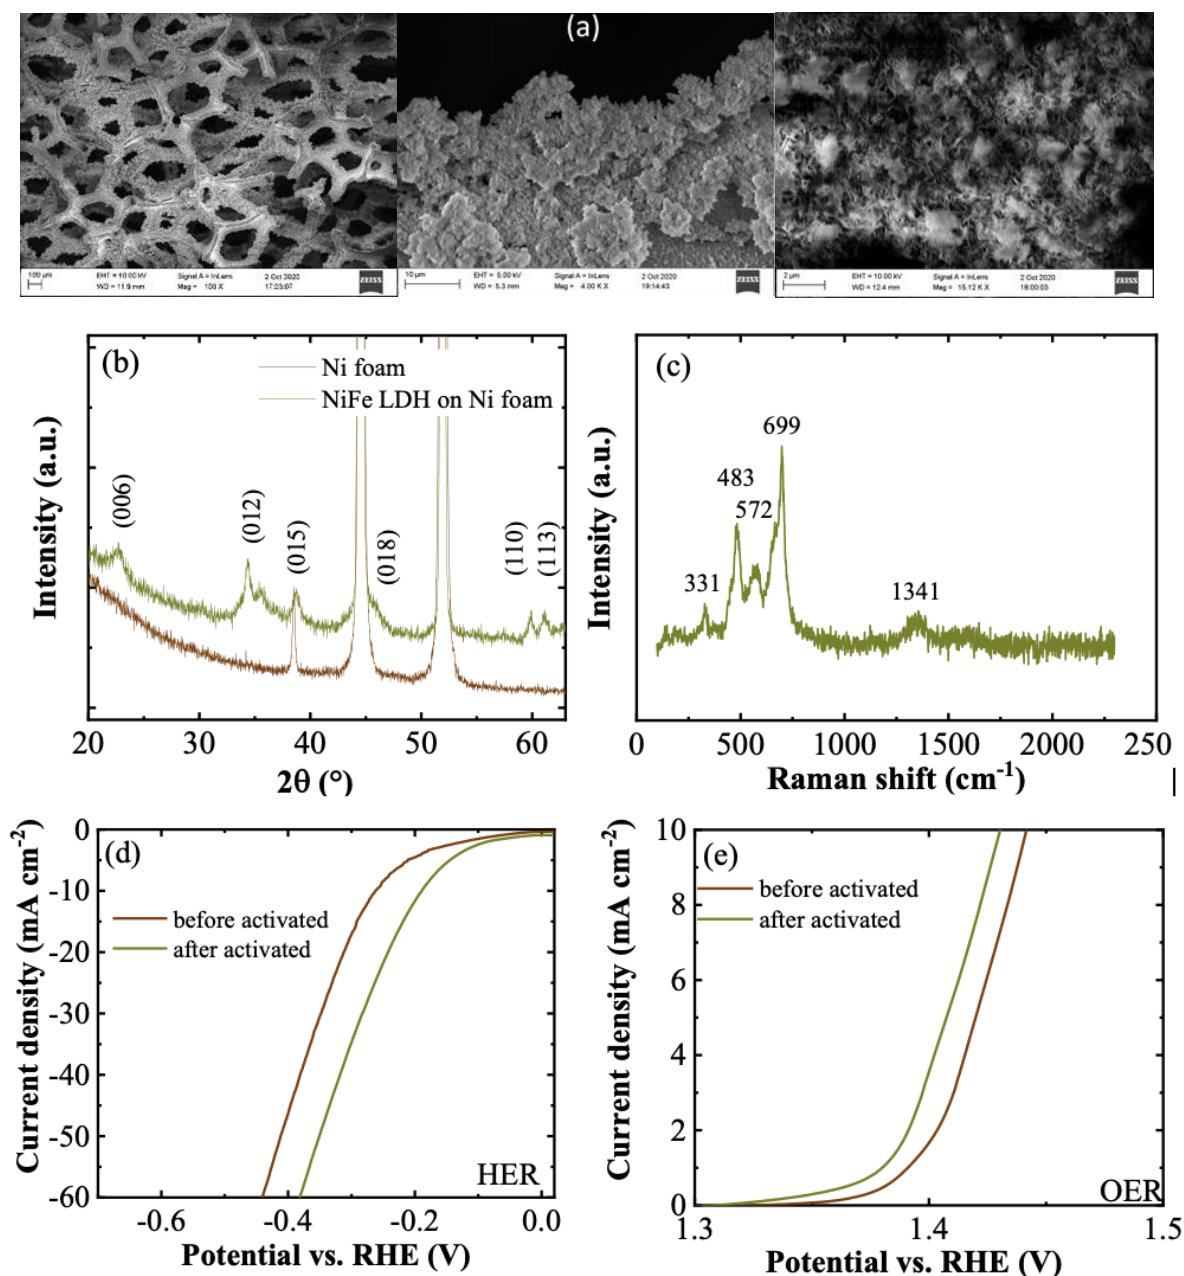 (a)
100 µm
EHT = 10.00 kV
WD = 11.9 mm
Signal A = InLens
Mag = 100 X
2 Oct 2020
17:23:07
ZEISS
10 µm
EHT = 5.00 kV
WD = 5.3 mm
Signal A = InLens
Mag = 4.00 K X
2 Oct 2020
19:14:43
ZEISS
2 µm
EHT = 10.00 kV
WD = 12.4 mm
Signal A = InLens
Mag = 15.12 K X
2 Oct 2020
18:00:03
ZEISS
(b)
Ni foam
NiFe LDH on Ni foam
(006)
(012)
(015)
(018)
(110)
(113)
Intensity (a.u.)
20 30 40 50 60
2θ (°)
(c)
699
483
572
331
1341
Intensity (a.u.)
0 500 1000 1500 2000 250
Raman shift (cm-1)
(d)
before activated
after activated
HER
0
-10
-20
-30
-40
-50
-60
Current density (mA cm-2)
-0.6 -0.4 -0.2 0.0
Potential vs. RHE (V)
(e)
before activated
after activated
OER
10
8
6
4
2
0
Current density (mA cm-2)
1.3 1.4 1.5
Potential vs. RHE (V)